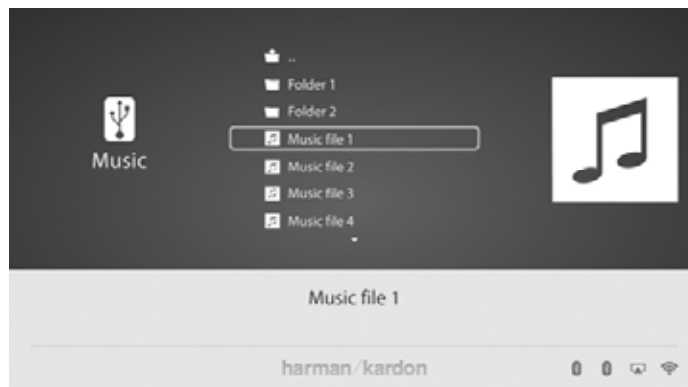 ..
Folder 1
Folder 2
Music file 1
Music
Music file 2
Music file 3
Music file 4
Music file 1
harman/kardon